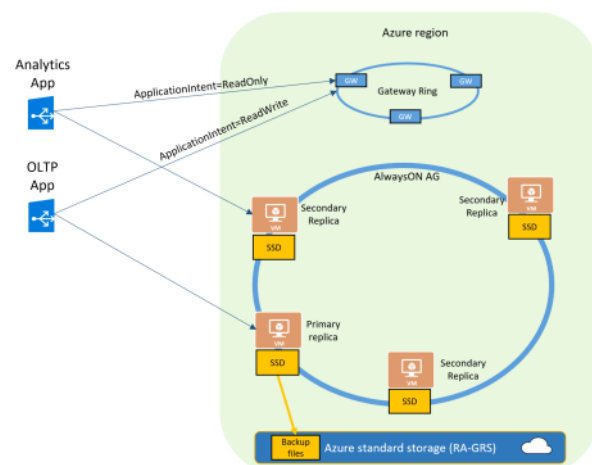 Azure region
Analytics
App
ApplicationIntent=ReadOnly
GW
GW
Gateway Ring
GW
ApplicationIntent=ReadWrite
OLTP
App
AlwaysON AG
VM
SSD
Secondary
Replica
Secondary
Replica
VM
SSD
VM
SSD
Primary
replica
Secondary
Replica
VM
SSD
Backup
files
Azure standard storage (RA-GRS)